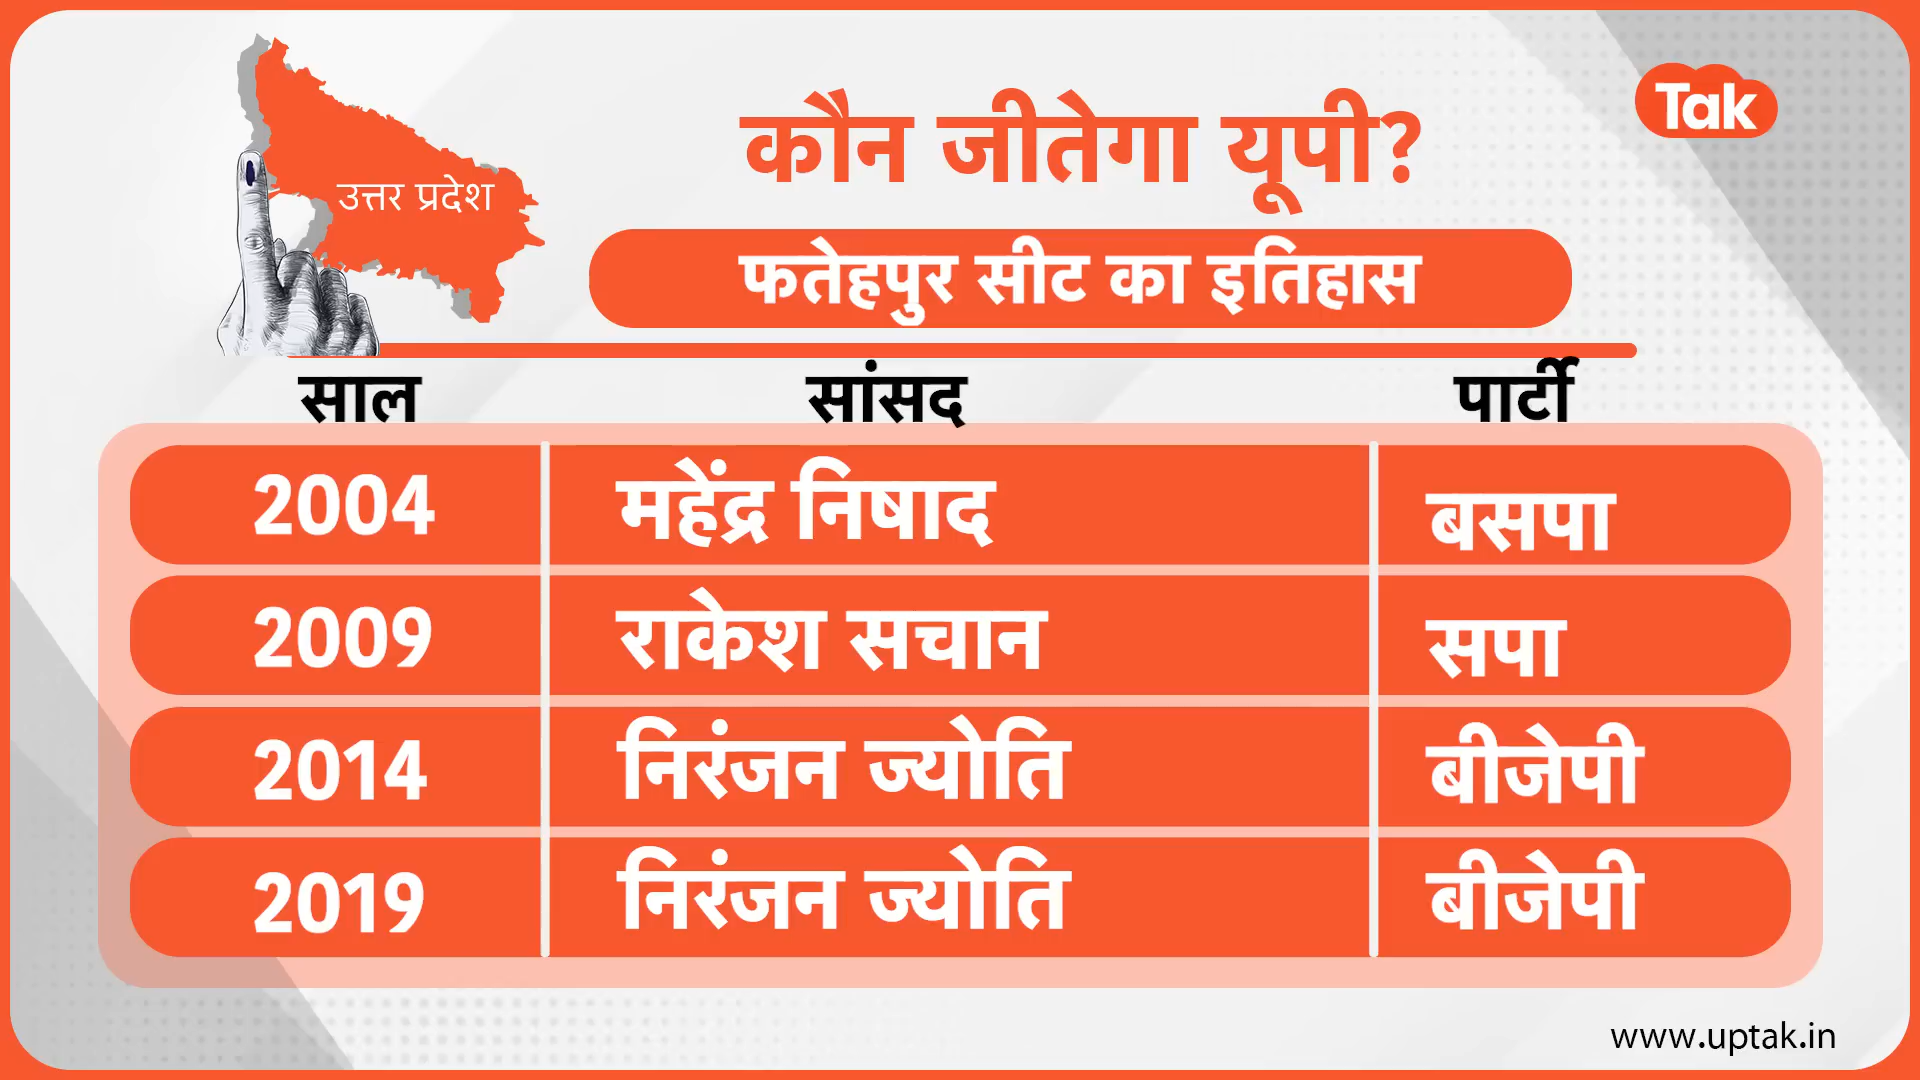 उत्तर प्रदेश
कौन जीतेगा यूपी?
Tak
फतेहपुर सीट का इतिहास
साल सांसद पार्टी
2004 महेंद्र निषाद बसपा
2009 राकेश सचान सपा
2014 निरंजन ज्योति बीजेपी
2019 निरंजन ज्योति बीजेपी
www.uptak.in